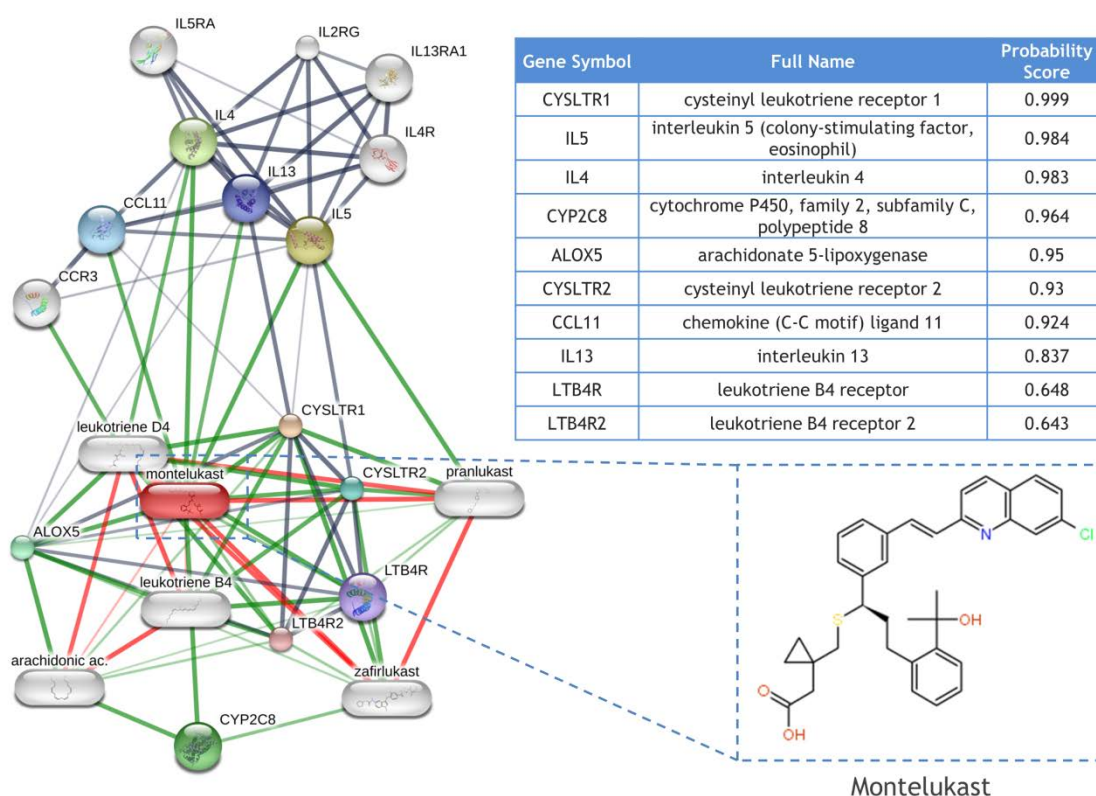 IL5RA
IL2RG
IL13RA1
IL4
IL4R
IL13
CCL11
IL5
CCR3
CYSLTR1
leukotriene D4
montelukast
CYSLTR2
pranlukast
ALOX5
leukotriene B4
LTB4R
LTB4R2
arachidonic ac.
zafirlukast
CYP2C8
Gene Symbol Full Name Probability
Score
CYSLTR1 cysteinyl leukotriene receptor 1 0.999
IL5 interleukin 5 (colony-stimulating factor,
eosinophil) 0.984
IL4 interleukin 4 0.983
CYP2C8 cytochrome P450, family 2, subfamily C,
polypeptide 8 0.964
ALOX5 arachidonate 5-lipoxygenase 0.95
CYSLTR2 cysteinyl leukotriene receptor 2 0.93
CCL11 chemokine (C-C motif) ligand 11 0.924
IL13 interleukin 13 0.837
LTB4R leukotriene B4 receptor 0.648
LTB4R2 leukotriene B4 receptor 2 0.643
N
Cl
S
OH
O
OH
Montelukast